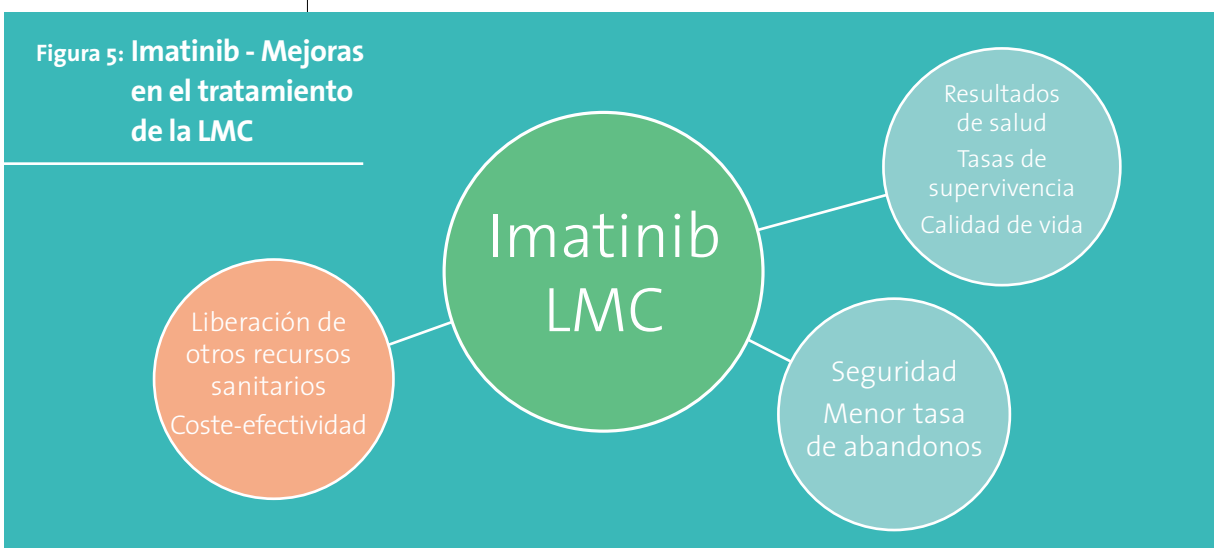 Figura 5: Imatinib - Mejoras
en el tratamiento
de la LMC
Imatinib
LMC
Resultados
de salud
Tasas de
supervivencia
Calidad de vida
Liberación de
otros recursos
sanitarios
Coste-efectividad
Seguridad
Menor tasa
de abandonos